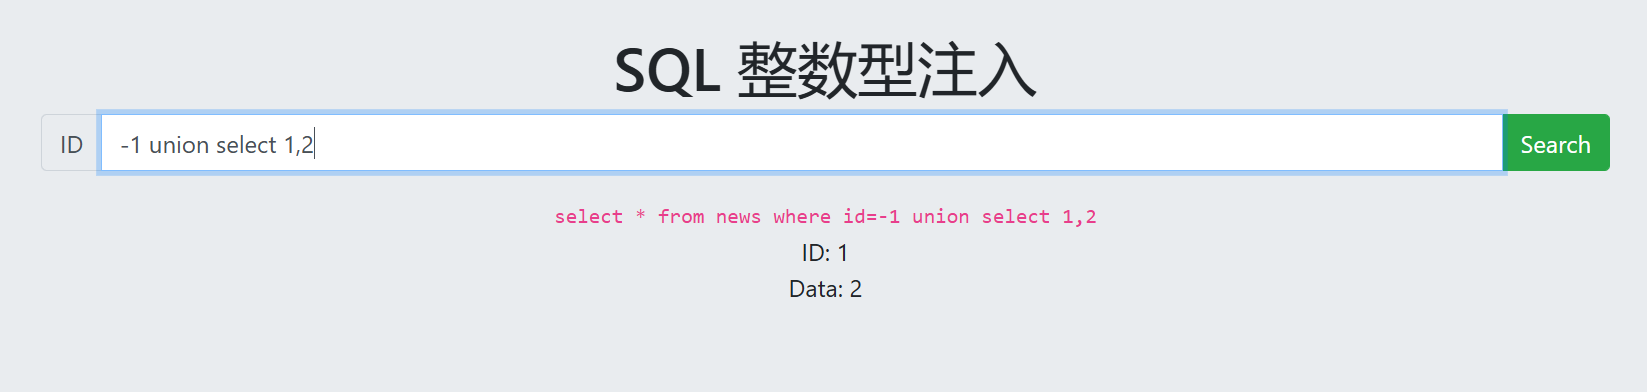 SQL 整数型注入
ID -1 union select 1,2 Search
select * from news where id=-1 union select 1,2
ID: 1
Data: 2